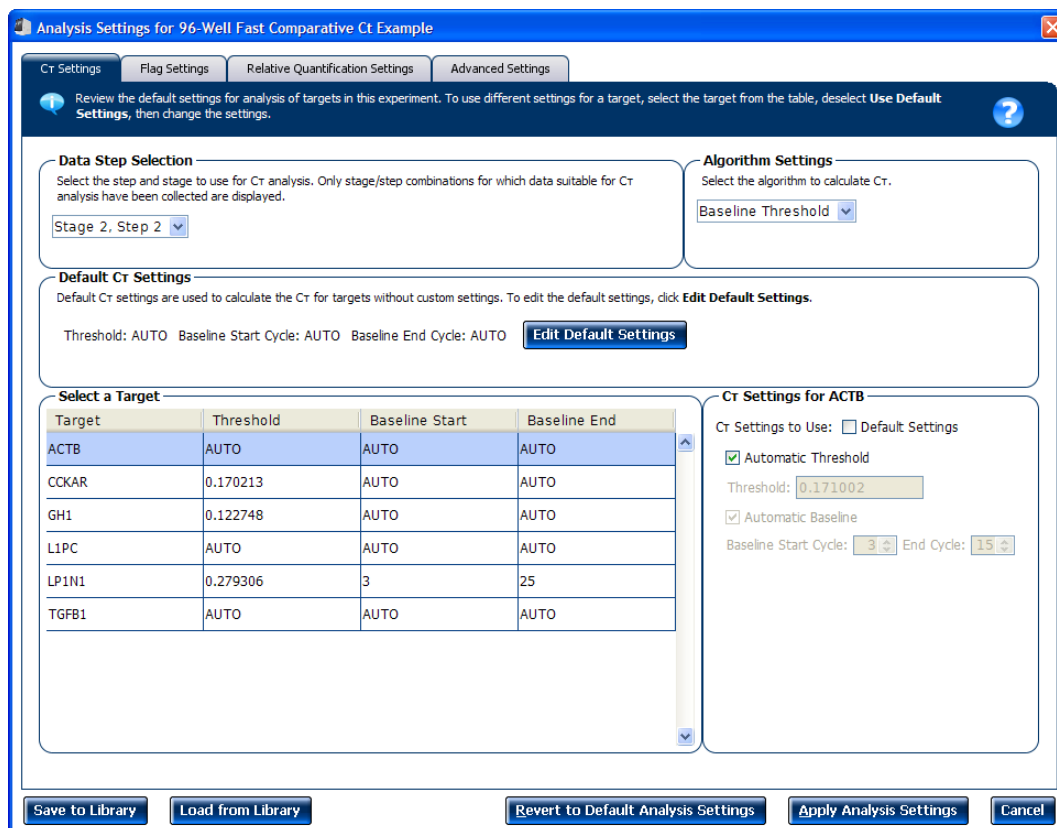 Analysis Settings for 96-Well Fast Comparative Ct Example
CT Settings Flag Settings Relative Quantification Settings Advanced Settings
Review the default settings for analysis of targets in this experiment. To use different settings for a target, select the target from the table, deselect Use Default
Settings, then change the settings.
?
Data Step Selection
Select the step and stage to use for CT analysis. Only stage/step combinations for which data suitable for CT
analysis have been collected are displayed.
Stage 2, Step 2
Algorithm Settings
Select the algorithm to calculate CT.
Baseline Threshold
Default CT Settings
Default CT settings are used to calculate the CT for targets without custom settings. To edit the default settings, click Edit Default Settings.
Threshold: AUTO Baseline Start Cycle: AUTO Baseline End Cycle: AUTO Edit Default Settings
Select a Target
Target Threshold Baseline Start Baseline End
ACTB AUTO AUTO AUTO
CCKAR 0.170213 AUTO AUTO
GH1 0.122748 AUTO AUTO
L1PC AUTO AUTO AUTO
LP1N1 0.279306 3 25
TGFB1 AUTO AUTO AUTO
CT Settings for ACTB
CT Settings to Use: Default Settings
Automatic Threshold
Threshold: 0.171002
Automatic Baseline
Baseline Start Cycle: 3 End Cycle: 15
Save to Library Load from Library Revert to Default Analysis Settings Apply Analysis Settings Cancel